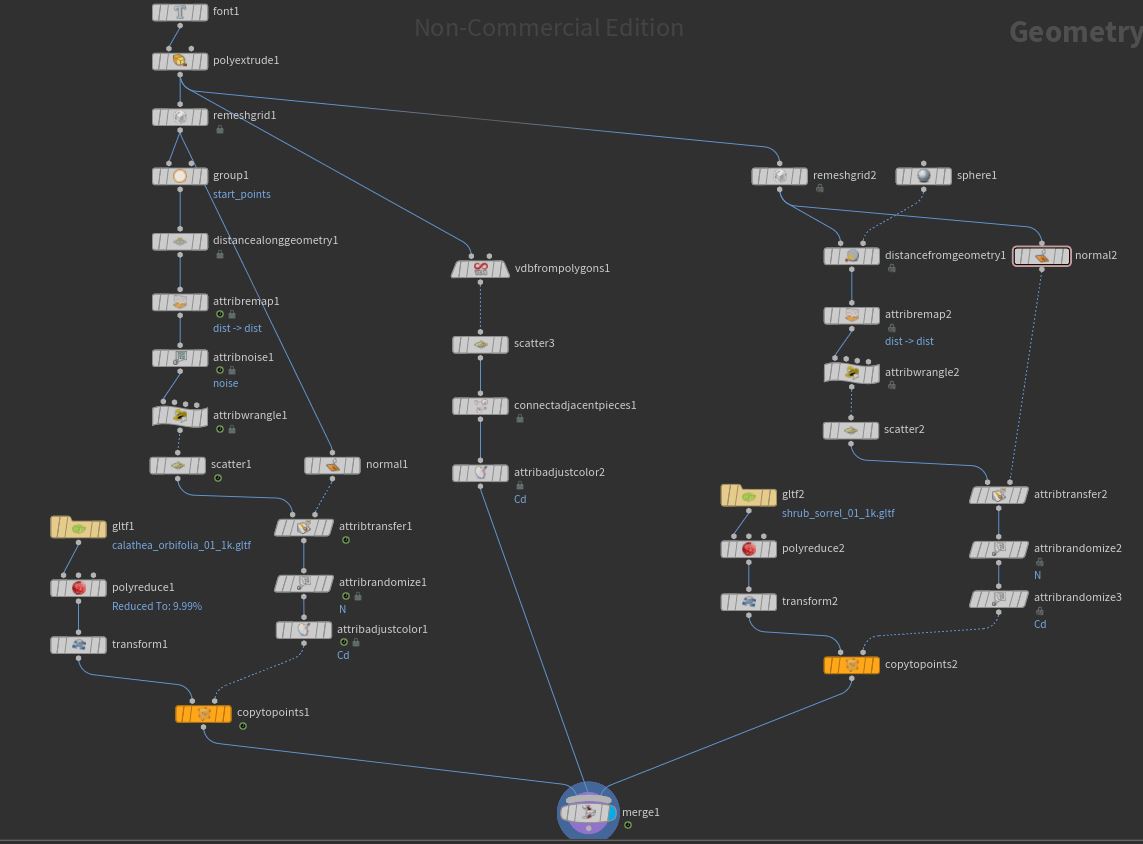 Non-Commercial Edition
Geometry
font1
polyextrude1
remeshgrid1
group1
start_points
distancealonggeometry1
attribremap1
dist -> dist
attribnoise1
noise
attribwrangle1
scatter1
normal1
gltf1
calathea_orbifolia_01_1k.gltf
attribtransfer1
polyreduce1
Reduced To: 9.99%
attribrandomize1
N
transform1
attribadjustcolor1
Cd
copytopoints1
vdbfrompolygons1
scatter3
connectadjacentpieces1
attribadjustcolor2
Cd
remeshgrid2
sphere1
distancefromgeometry1
normal2
attribremap2
dist -> dist
attribwrangle2
scatter2
gltf2
shrub_sorrel_01_1k.gltf
attribtransfer2
polyreduce2
attribrandomize2
N
transform2
attribrandomize3
Cd
copytopoints2
merge1